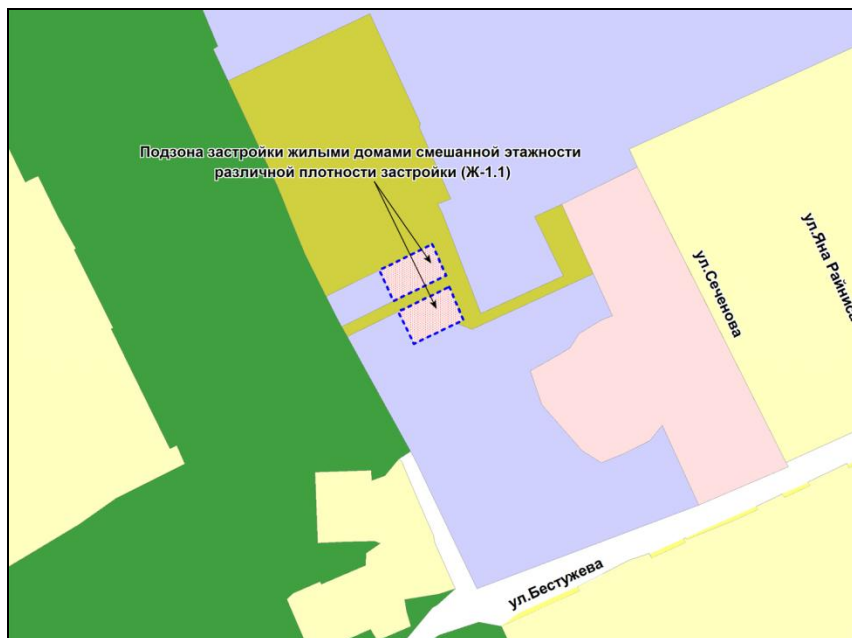 Подзона застройки жилыми домами смешанной этажности
различной плотности застройки (Ж-1.1)
ул.Сеченова
ул.Яна Райниса
ул.Бестужева